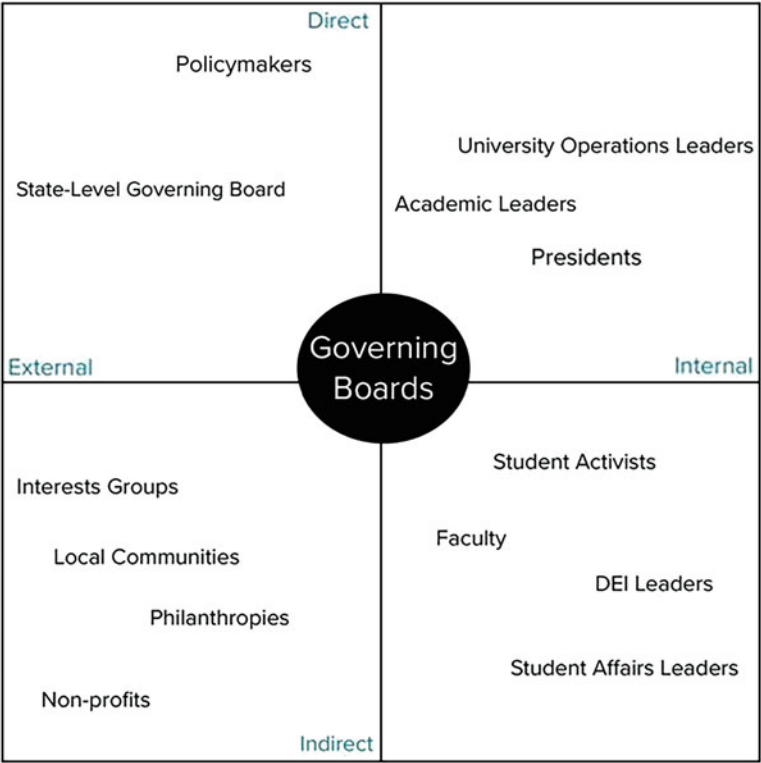 Direct
Policymakers
University Operations Leaders
State-Level Governing Board
Academic Leaders
Presidents
External
Governing
Boards
Internal
Student Activists
Interests Groups
Faculty
Local Communities
DEI Leaders
Philanthropies
Student Affairs Leaders
Non-profits
Indirect